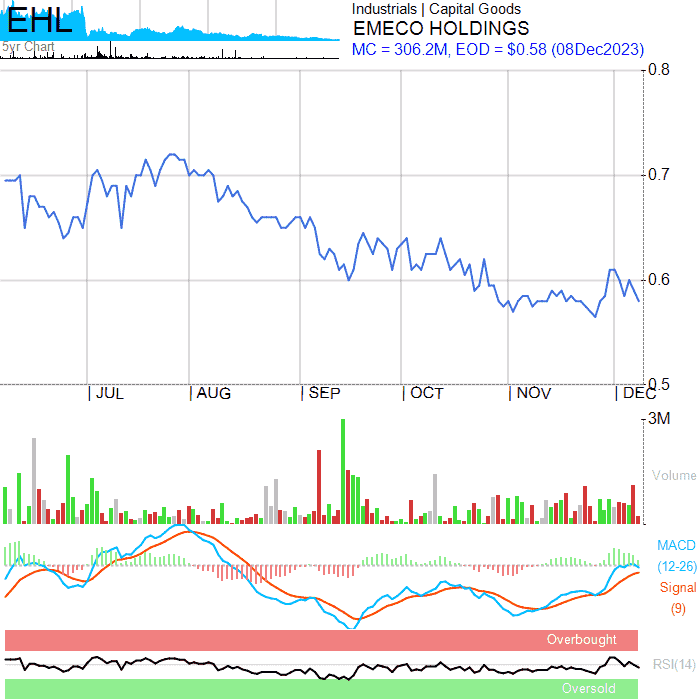 EHL
5yr Chart
Industrials | Capital Goods
EMECO HOLDINGS
MC = 306.2M, EOD = $0.58 (08Dec2023)
0.8
0.7
0.6
0.5
| JUL | AUG | SEP | OCT | NOV | DEC
3M
Volume
MACD
(12-26)
Signal
(9)
Overbought
RSI(14)
Oversold